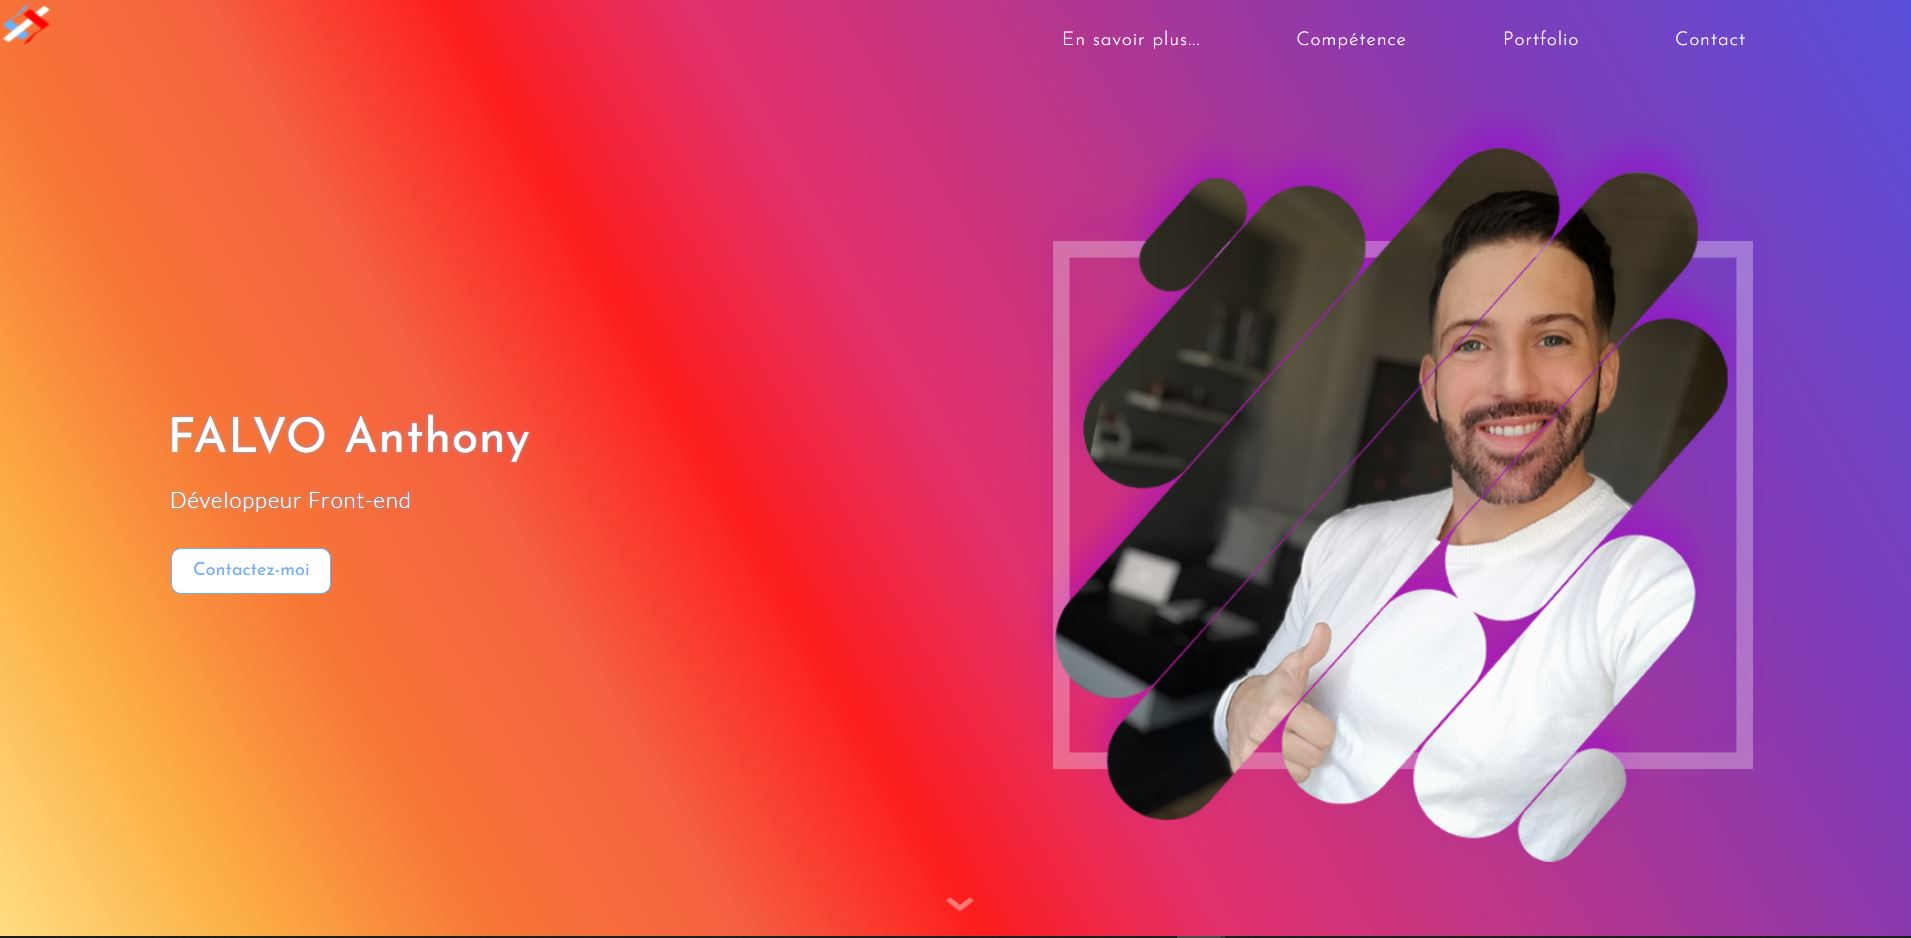 En savoir plus...
Compétence
Portfolio
Contact
FALVO Anthony
Développeur Front-end
Contactez-moi